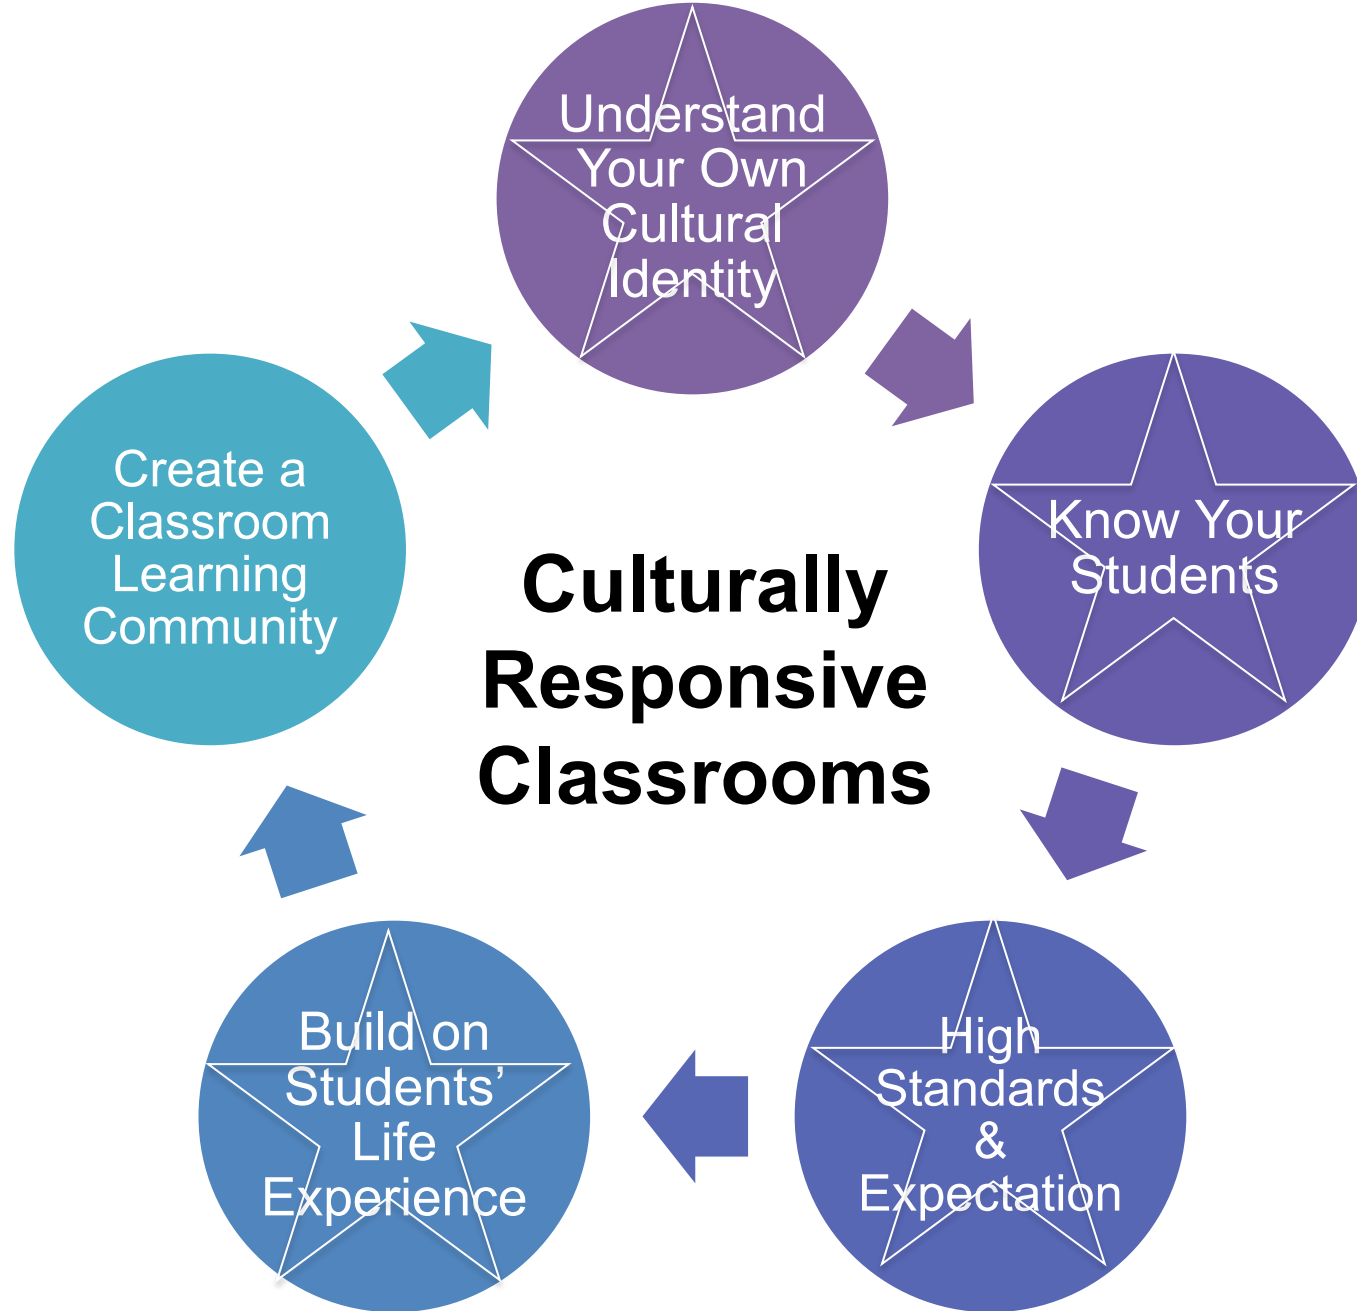 Understand
Your Own
Cultural
Identity
Know Your
Students
High
Standards
&
Expectation
Build on
Students’
Life
Experience
Create a
Classroom
Learning
Community
Culturally
Responsive
Classrooms